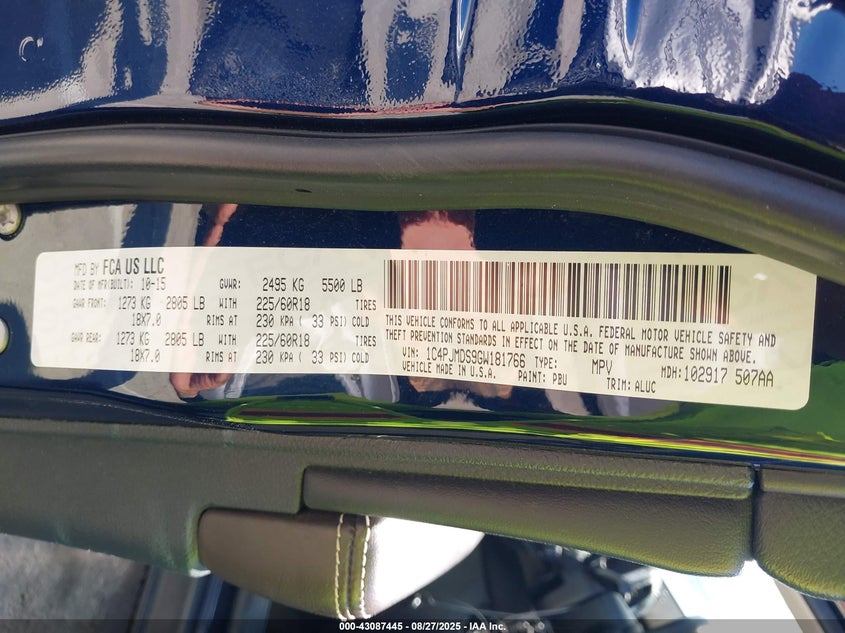 MFD BY FCA US LLC
DATE OF MFR(BUILT): 10-15 GVWR: 2495 KG 5500 LB
GAWR FRONT: 1273 KG 2805 LB WITH 225/60R18 TIRES
18X7.0 RIMS AT 230 KPA ( 33 PSI) COLD
GAWR REAR: 1273 KG 2805 LB WITH 225/60R18 TIRES
18X7.0 RIMS AT 230 KPA ( 33 PSI) COLD
THIS VEHICLE CONFORMS TO ALL APPLICABLE U.S.A. FEDERAL MOTOR VEHICLE SAFETY AND
THEFT PREVENTION STANDARDS IN EFFECT ON THE DATE OF MANUFACTURE SHOWN ABOVE.
VIN: 1C4PJMDS9GW181766 TYPE: MPV MDH:102917 507AA
VEHICLE MADE IN U.S.A. PAINT: PBU TRIM: ALUC
000-43087445 - 08/27/2025 - IAA Inc.